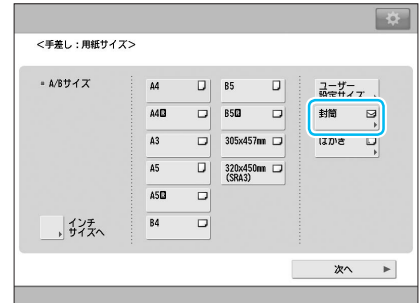 <手差し：用紙サイズ>
A/Bサイズ
A4
B5
ユーザー
設定サイズ
A4R
B5R
封筒
A3
305x457mm
はがき
A5
320x450mm
(SRA3)
A5R
B4
インチ
サイズへ
次へ